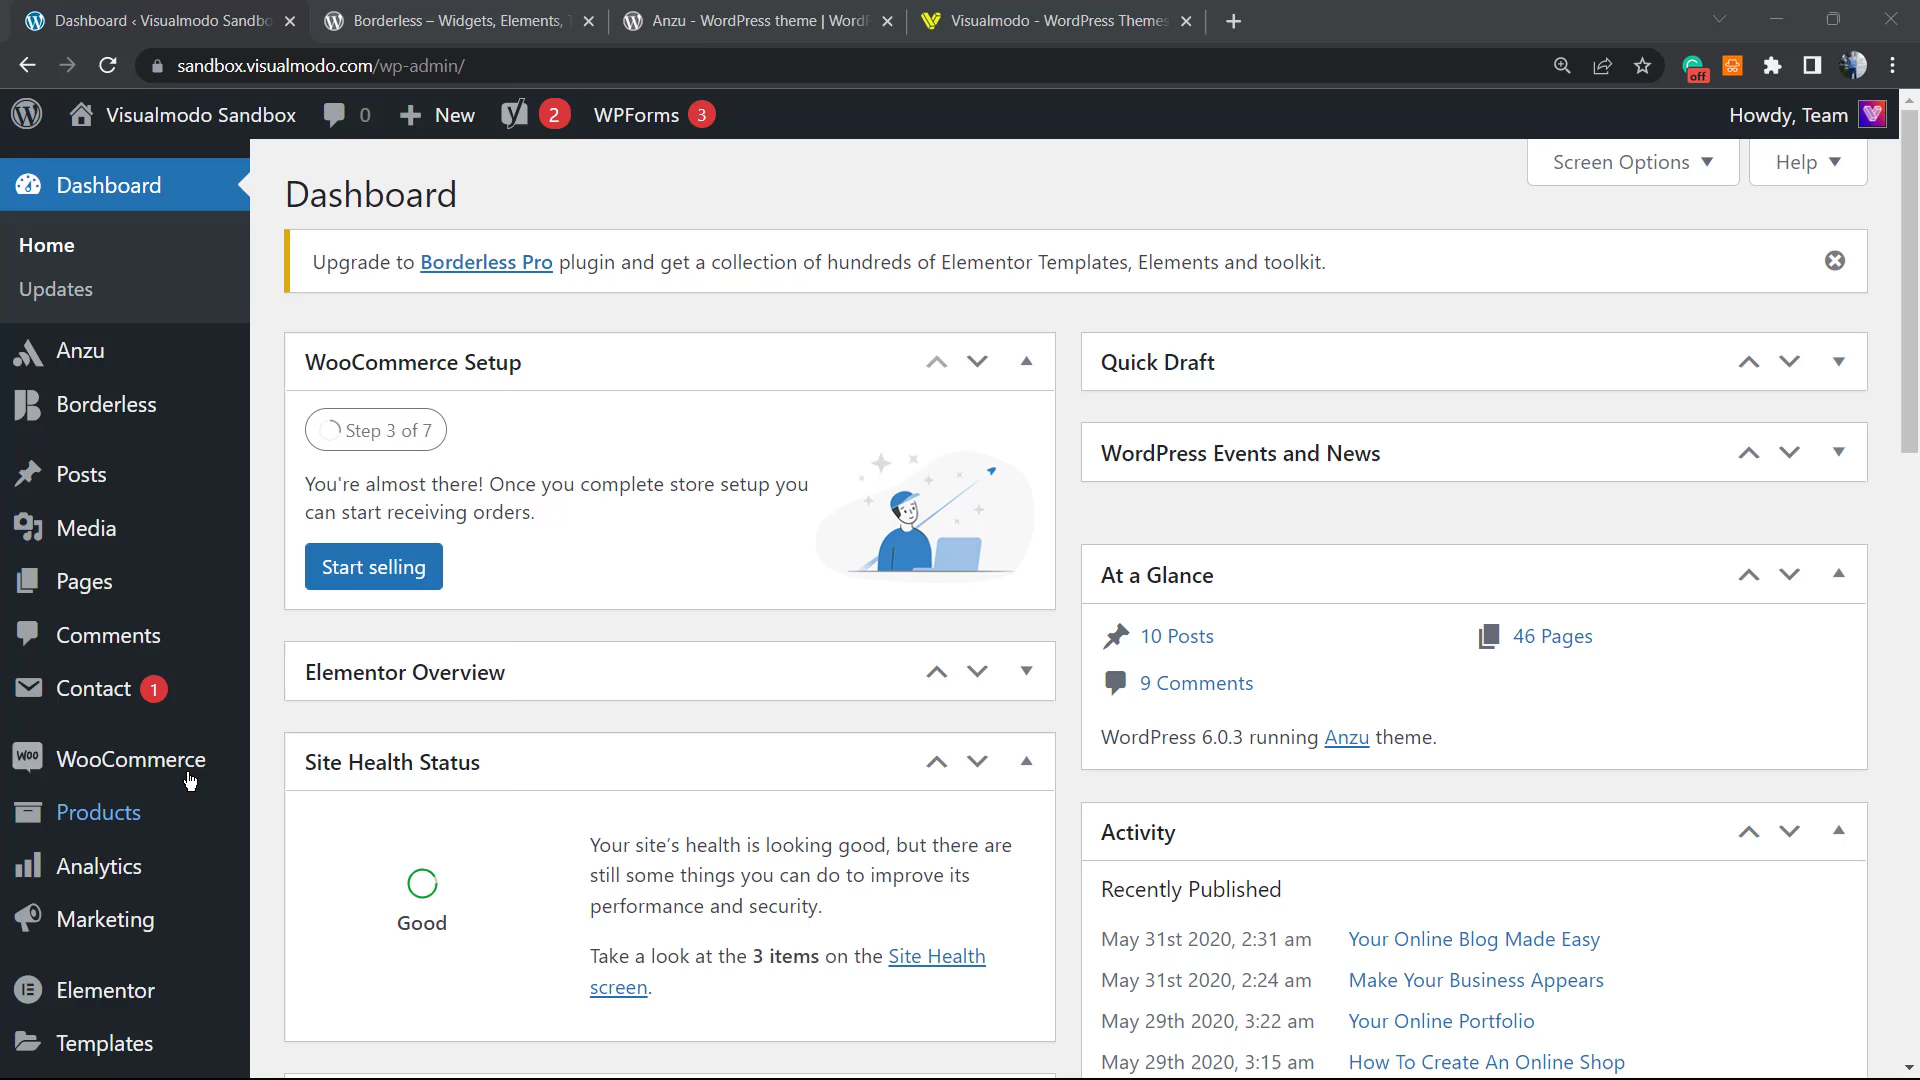 Dashboard ‹ Visualmodo Sandbo
Borderless – Widgets, Elements, T
Anzu - WordPress theme | WordP
Visualmodo - WordPress Themes
sandbox.visualmodo.com/wp-admin/
off
Visualmodo Sandbox
0
New
2
WPForms 3
Howdy, Team
Dashboard
Home
Updates
Anzu
Borderless
Posts
Media
Pages
Comments
Contact 1
Woo WooCommerce
Products
Analytics
Marketing
Elementor
Templates
Screen Options
Help
Dashboard
Upgrade to Borderless Pro plugin and get a collection of hundreds of Elementor Templates, Elements and toolkit.
WooCommerce Setup
Step 3 of 7
You're almost there! Once you complete store setup you
can start receiving orders.
Start selling
Elementor Overview
Site Health Status
Good
Your site's health is looking good, but there are
still some things you can do to improve its
performance and security.
Take a look at the 3 items on the Site Health
screen.
Quick Draft
WordPress Events and News
At a Glance
10 Posts
46 Pages
9 Comments
WordPress 6.0.3 running Anzu theme.
Activity
Recently Published
May 31st 2020, 2:31 am Your Online Blog Made Easy
May 31st 2020, 2:24 am Make Your Business Appears
May 29th 2020, 3:22 am Your Online Portfolio
May 29th 2020, 3:15 am How To Create An Online Shop